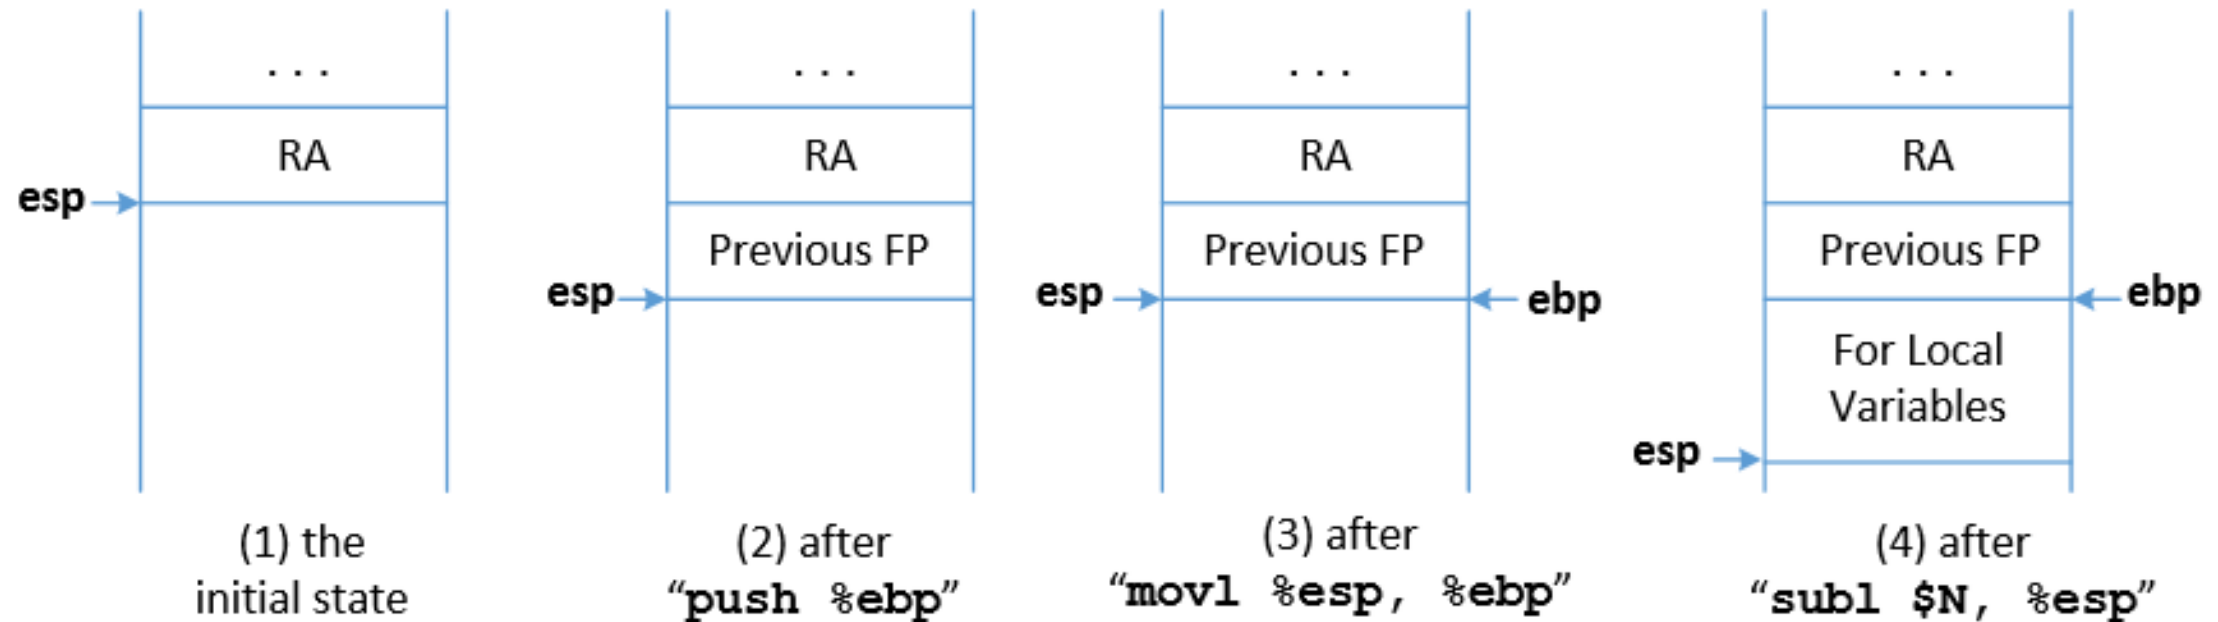 . . .
RA
esp
(1) the
initial state
. . .
RA
Previous FP
esp
(2) after
“push %ebp”
. . .
RA
Previous FP
esp
ebp
(3) after
“movl %esp, %ebp”
. . .
RA
Previous FP
ebp
For Local
Variables
esp
(4) after
“subl $N, %esp”